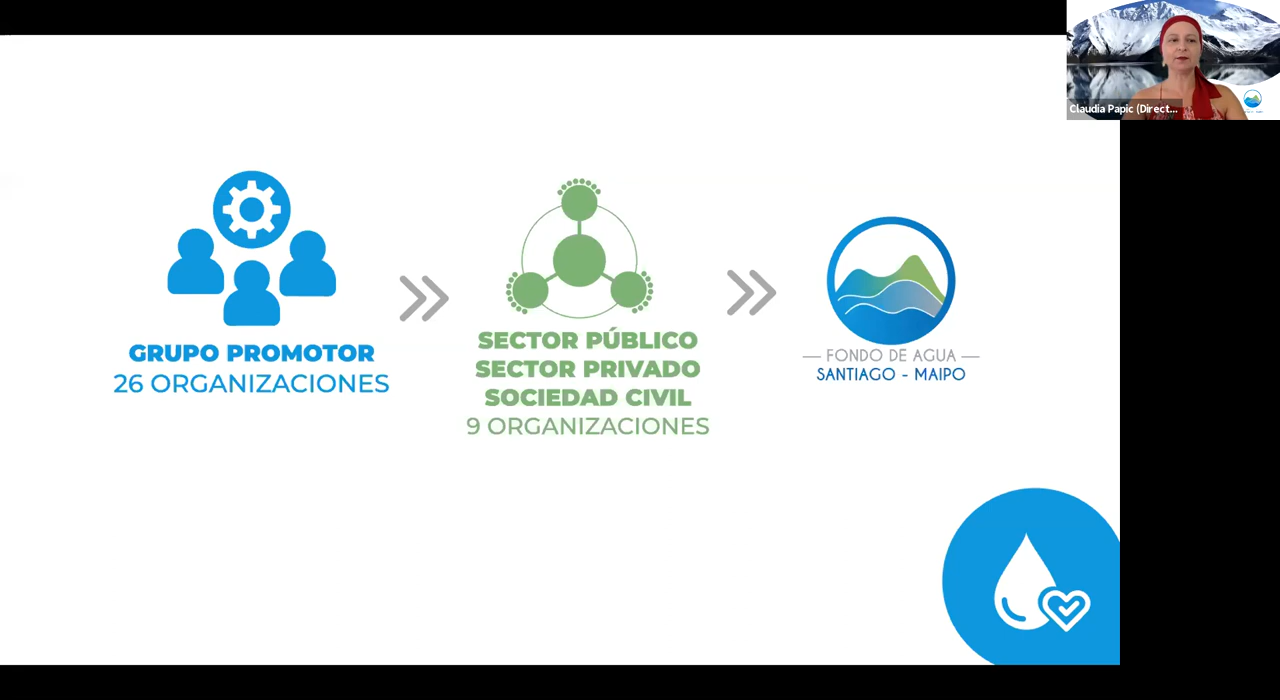 Claudia Papic (Direct...
GRUPO PROMOTOR
26 ORGANIZACIONES
SECTOR PÚBLICO
SECTOR PRIVADO
SOCIEDAD CIVIL
9 ORGANIZACIONES
FONDO DE AGUA
SANTIAGO - MAIPO